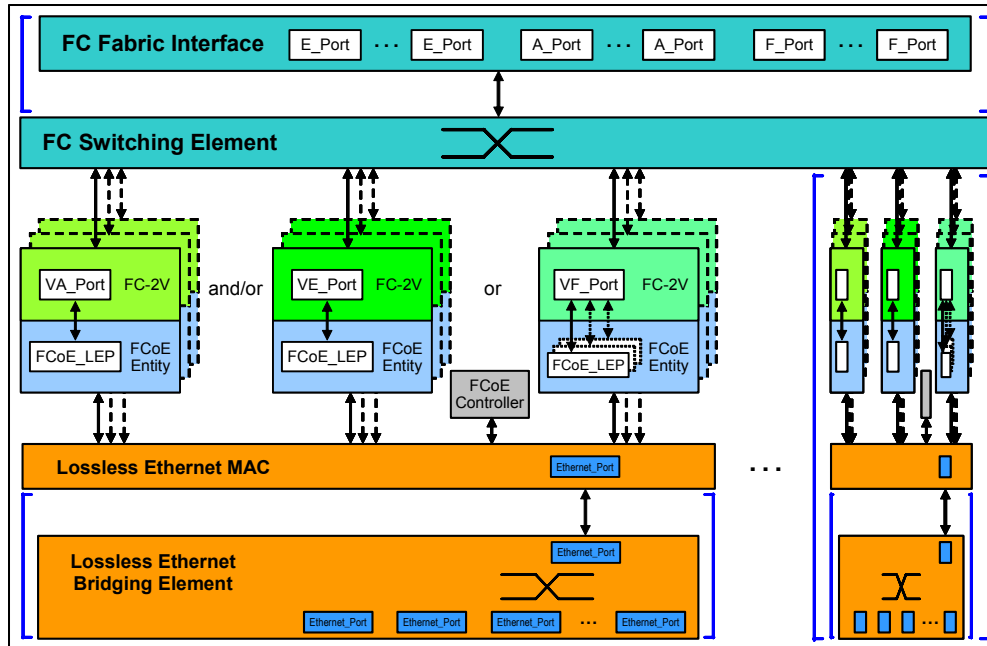 FC Fabric Interface E_Port ... E_Port A_Port ... A_Port F_Port ... F_Port
FC Switching Element
VA_Port FC-2V and/or VE_Port FC-2V or VF_Port FC-2V
FCoE_LEP FCoE Entity FCoE_LEP FCoE Entity FCoE_LEP FCoE Entity
FCoE
Controller
Lossless Ethernet MAC Ethernet_Port ...
Ethernet_Port
Lossless Ethernet
Bridging Element
Ethernet_Port Ethernet_Port Ethernet_Port ... Ethernet_Port ...